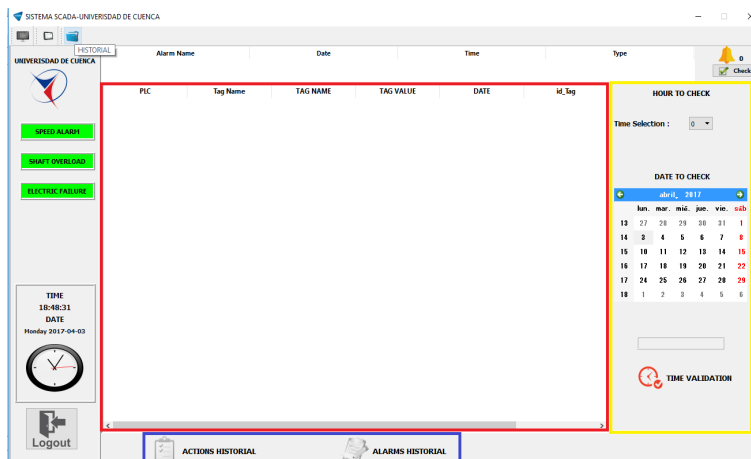 SISTEMA SCADA-UNIVERISDAD DE CUENCA
HISTORIAL
UNIVERISDAD DE CUENCA
Alarm Name Date Time Type
0
Check
PLC Tag Name TAG NAME TAG VALUE DATE id_Tag
SPEED ALARM
SHAFT OVERLOAD
ELECTRIC FAILURE
TIME
18:48:31
DATE
Monday 2017-04-03
Logout
HOUR TO CHECK
Time Selection : 0
DATE TO CHECK
abril, 2017
lun. mar. mié. jue. vie. sáb
13 27 28 29 30 31 1
14 3 4 5 6 7 8
15 10 11 12 13 14 15
16 17 18 19 20 21 22
17 24 25 26 27 28 29
18 1 2 3 4 5 6
TIME VALIDATION
ACTIONS HISTORIAL
ALARMS HISTORIAL